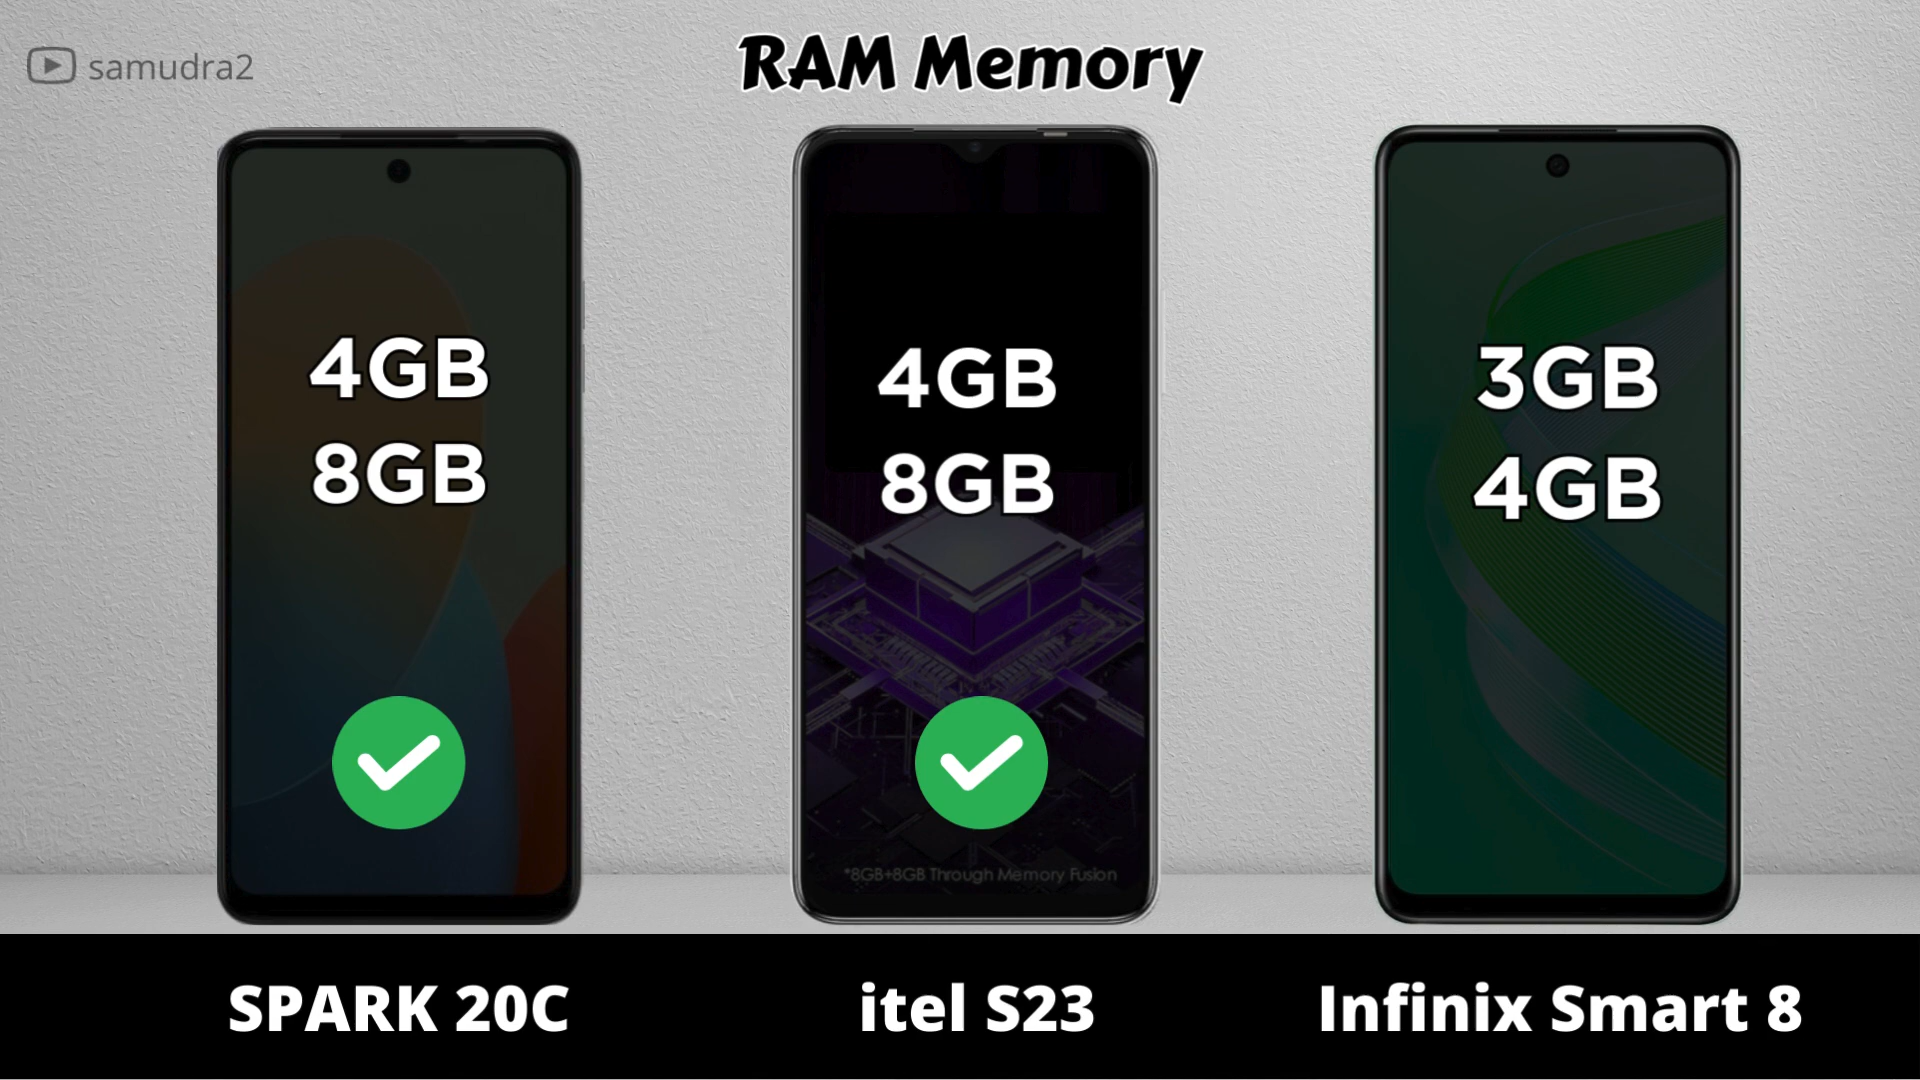 samudra2
RAM Memory
4GB
8GB
4GB
8GB
*8GB+8GB Through Memory Fusion
3GB
4GB
SPARK 20C
itel S23
Infinix Smart 8